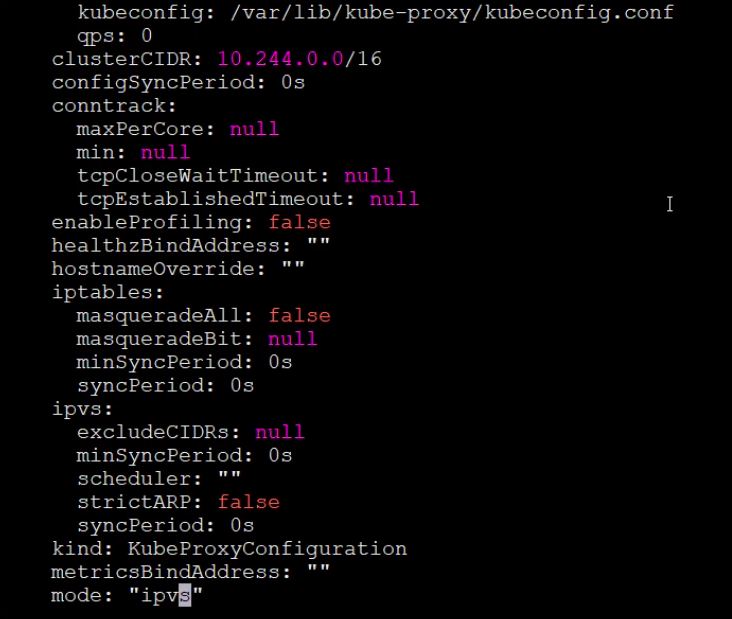 kubeconfig: /var/lib/kube-proxy/kubeconfig.conf
qps: 0
clusterCIDR: 10.244.0.0/16
configSyncPeriod: 0s
conntrack:
maxPerCore: null
min: null
tcpCloseWaitTimeout: null
tcpEstablishedTimeout: null
enableProfiling: false
healthzBindAddress: ""
hostnameOverride: ""
iptables:
masqueradeAll: false
masqueradeBit: null
minSyncPeriod: 0s
syncPeriod: 0s
ipvs:
excludeCIDRs: null
minSyncPeriod: 0s
scheduler: ""
strictARP: false
syncPeriod: 0s
kind: KubeProxyConfiguration
metricsBindAddress: ""
mode: "ipvs"